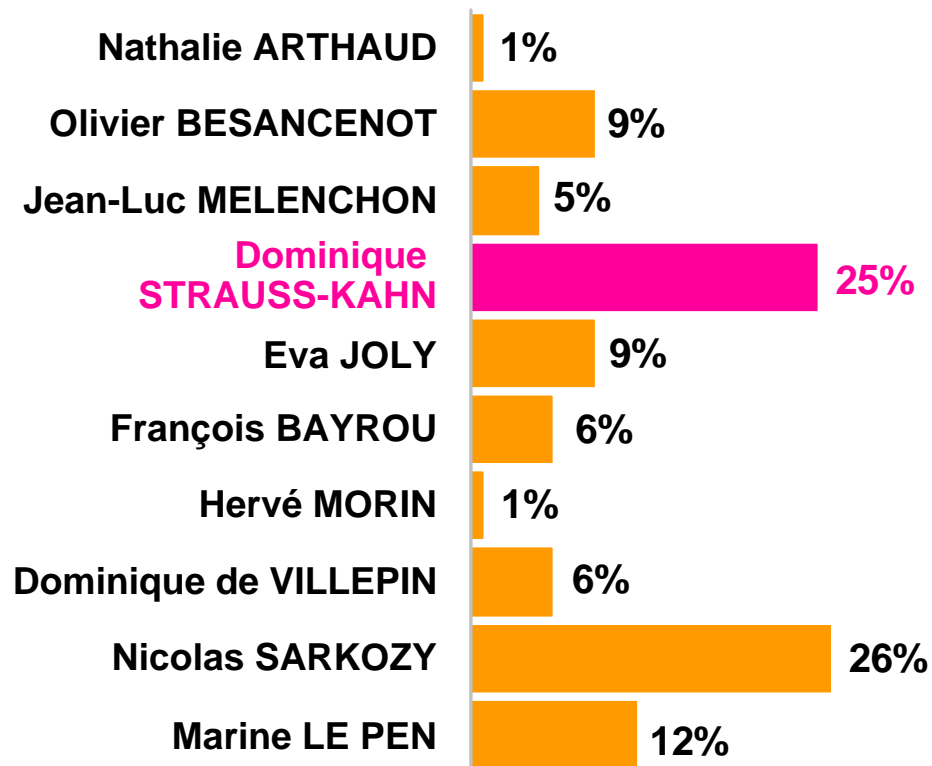 Nathalie ARTHAUD 1%
Olivier BESANCENOT 9%
Jean-Luc MELENCHON 5%
Dominique
STRAUSS-KAHN 25%
Eva JOLY 9%
François BAYROU 6%
Hervé MORIN 1%
Dominique de VILLEPIN 6%
Nicolas SARKOZY 26%
Marine LE PEN 12%